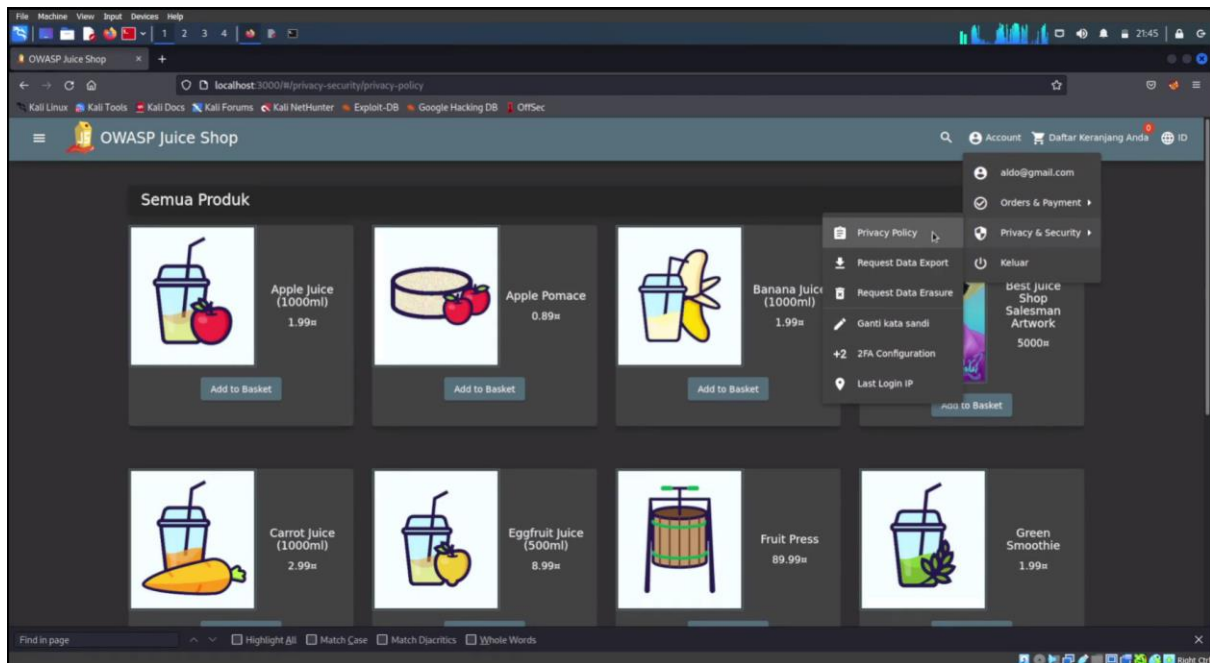 File Machine View Input Devices Help
1 2 3 4
21:45
OWASP Juice Shop
localhost:3000/#/privacy-security/privacy-policy
Kali Linux Kali Tools Kali Docs Kali Forums Kali NetHunter Exploit-DB Google Hacking DB OffSec
OWASP Juice Shop
Account Daftar Keranjang Anda 0 ID
aldo@gmail.com
Orders & Payment
Privacy & Security
Keluar
Privacy Policy
Request Data Export
Request Data Erasure
Ganti kata sandi
+2 2FA Configuration
Last Login IP
Semua Produk
Apple Juice
(1000ml)
1.99¤
Add to Basket
Apple Pomace
0.89¤
Add to Basket
Banana Juice
(1000ml)
1.99¤
Add to Basket
Best Juice
Shop
Salesman
Artwork
5000¤
to Basket
Carrot Juice
(1000ml)
2.99¤
Eggfruit Juice
(500ml)
8.99¤
Fruit Press
89.99¤
Green
Smoothie
1.99¤
Find in page Highlight All Match Case Match Diacritics Whole Words
Right Ctrl